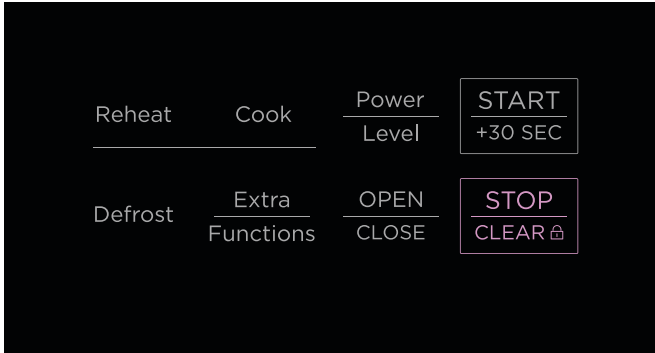 Reheat
Cook
Power
Level
START
+30 SEC
Defrost
Extra
Functions
OPEN
CLOSE
STOP
CLEAR